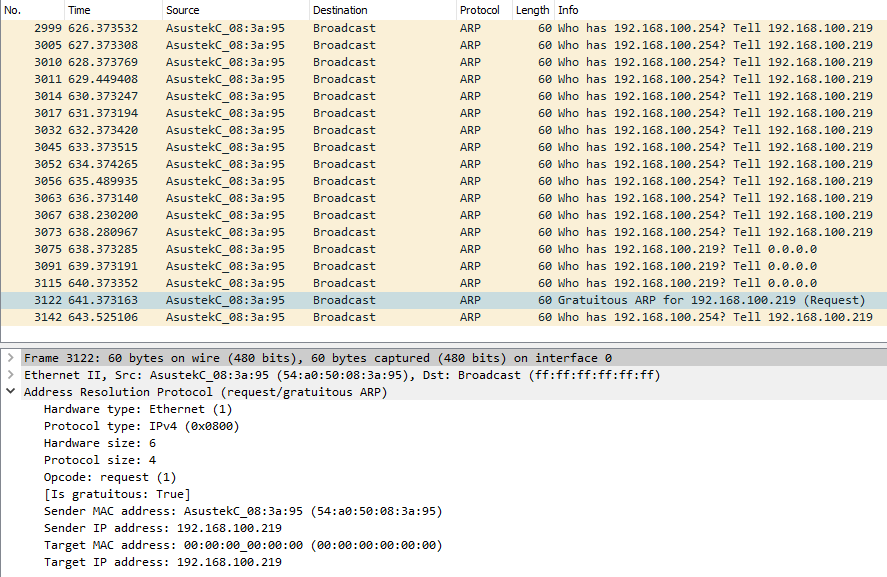 No. Time Source Destination Protocol Length Info
2999 626.373532 AsustekC_08:3a:95 Broadcast ARP 60 Who has 192.168.100.254? Tell 192.168.100.219
3005 627.373308 AsustekC_08:3a:95 Broadcast ARP 60 Who has 192.168.100.254? Tell 192.168.100.219
3010 628.373769 AsustekC_08:3a:95 Broadcast ARP 60 Who has 192.168.100.254? Tell 192.168.100.219
3011 629.449408 AsustekC_08:3a:95 Broadcast ARP 60 Who has 192.168.100.254? Tell 192.168.100.219
3014 630.373247 AsustekC_08:3a:95 Broadcast ARP 60 Who has 192.168.100.254? Tell 192.168.100.219
3017 631.373194 AsustekC_08:3a:95 Broadcast ARP 60 Who has 192.168.100.254? Tell 192.168.100.219
3032 632.373420 AsustekC_08:3a:95 Broadcast ARP 60 Who has 192.168.100.254? Tell 192.168.100.219
3045 633.373515 AsustekC_08:3a:95 Broadcast ARP 60 Who has 192.168.100.254? Tell 192.168.100.219
3052 634.374265 AsustekC_08:3a:95 Broadcast ARP 60 Who has 192.168.100.254? Tell 192.168.100.219
3056 635.489935 AsustekC_08:3a:95 Broadcast ARP 60 Who has 192.168.100.254? Tell 192.168.100.219
3063 636.373140 AsustekC_08:3a:95 Broadcast ARP 60 Who has 192.168.100.254? Tell 192.168.100.219
3067 638.230200 AsustekC_08:3a:95 Broadcast ARP 60 Who has 192.168.100.254? Tell 192.168.100.219
3073 638.280967 AsustekC_08:3a:95 Broadcast ARP 60 Who has 192.168.100.254? Tell 192.168.100.219
3075 638.373285 AsustekC_08:3a:95 Broadcast ARP 60 Who has 192.168.100.219? Tell 0.0.0.0
3091 639.373191 AsustekC_08:3a:95 Broadcast ARP 60 Who has 192.168.100.219? Tell 0.0.0.0
3115 640.373352 AsustekC_08:3a:95 Broadcast ARP 60 Who has 192.168.100.219? Tell 0.0.0.0
3122 641.373163 AsustekC_08:3a:95 Broadcast ARP 60 Gratuitous ARP for 192.168.100.219 (Request)
3142 643.525106 AsustekC_08:3a:95 Broadcast ARP 60 Who has 192.168.100.254? Tell 192.168.100.219
Frame 3122: 60 bytes on wire (480 bits), 60 bytes captured (480 bits) on interface 0
Ethernet II, Src: AsustekC_08:3a:95 (54:a0:50:08:3a:95), Dst: Broadcast (ff:ff:ff:ff:ff:ff)
Address Resolution Protocol (request/gratuitous ARP)
Hardware type: Ethernet (1)
Protocol type: IPv4 (0x0800)
Hardware size: 6
Protocol size: 4
Opcode: request (1)
[Is gratuitous: True]
Sender MAC address: AsustekC_08:3a:95 (54:a0:50:08:3a:95)
Sender IP address: 192.168.100.219
Target MAC address: 00:00:00_00:00:00 (00:00:00:00:00:00)
Target IP address: 192.168.100.219